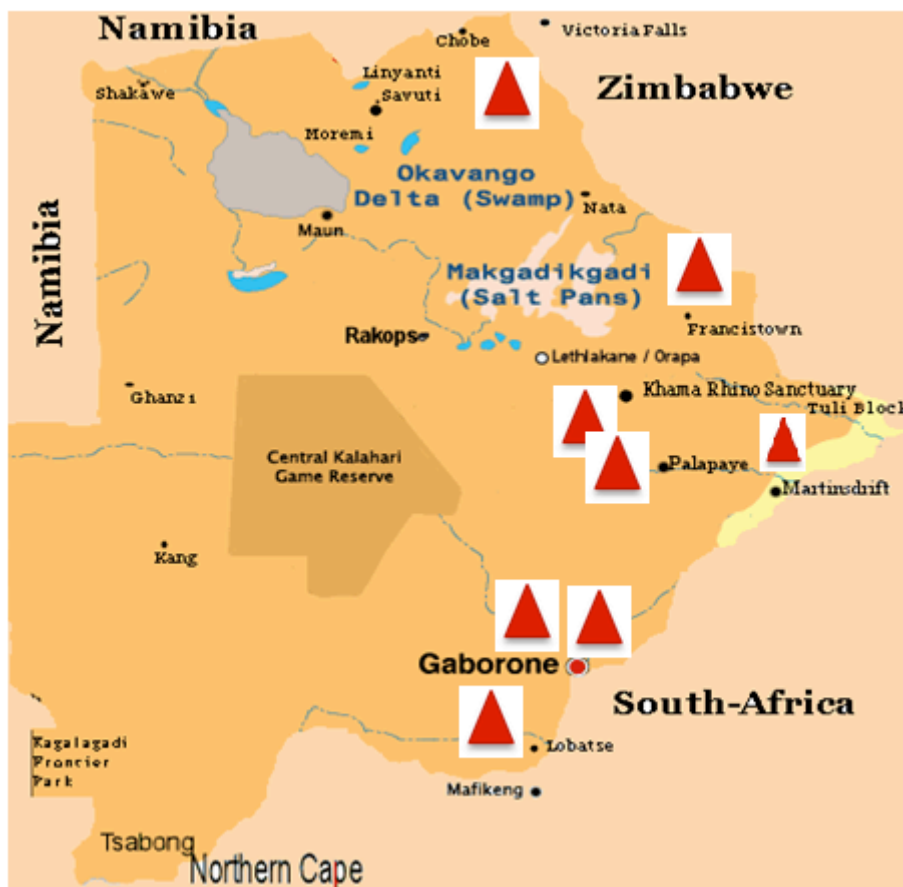 Namibia
Victoria Falls
Chobe
Zimbabwe
Linyanti
Shakawe
Savuti
Moremi
Okavango
Delta (Swamp)
Nata
Maun
Namibia
Makgadikgadi
(Salt Pans)
Francistown
Rakops
Lethlakane / Orapa
Ghanzi
Khama Rhino Sanctuary
Tuli Block
Central Kalahari
Game Reserve
Palapaye
Martinsdrift
Kang
Gaborone
South-Africa
Kagalagadi
Frontier
Park
Lobatse
Mafikeng
Tsabong
Northern Cape